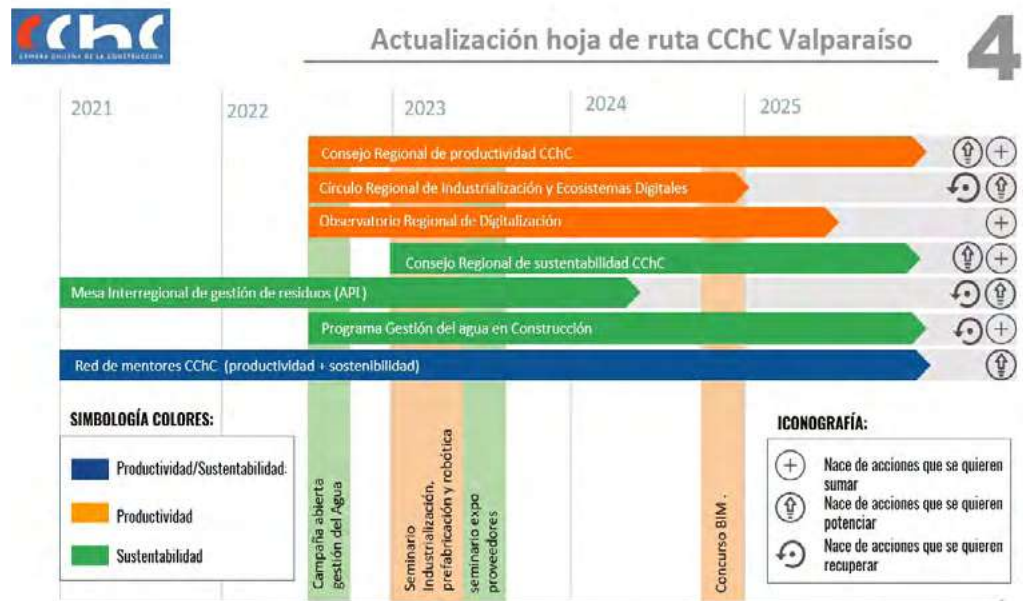 CChC
CÁMARA CHILENA DE LA CONSTRUCCIÓN
Actualización hoja de ruta CChC Valparaíso
4
2021
2022
2023
2024
2025
Consejo Regional de productividad CChC
Círculo Regional de Industrialización y Ecosistemas Digitales
Observatorio Regional de Digitalización
Consejo Regional de sustentabilidad CChC
Mesa Interregional de gestión de residuos (APL)
Programa Gestión del agua en Construcción
Red de mentores CChC (productividad + sostenibilidad)
SIMBOLOGÍA COLORES:
Productividad/Sustentabilidad:
Productividad
Sustentabilidad
Campaña abierta
gestión del Agua
Seminario
Industrialización,
prefabricación y robótica
seminario expo
proveedores
Concurso BIM .
ICONOGRAFÍA:
Nace de acciones que se quieren
sumar
Nace de acciones que se quieren
potenciar
Nace de acciones que se quieren
recuperar